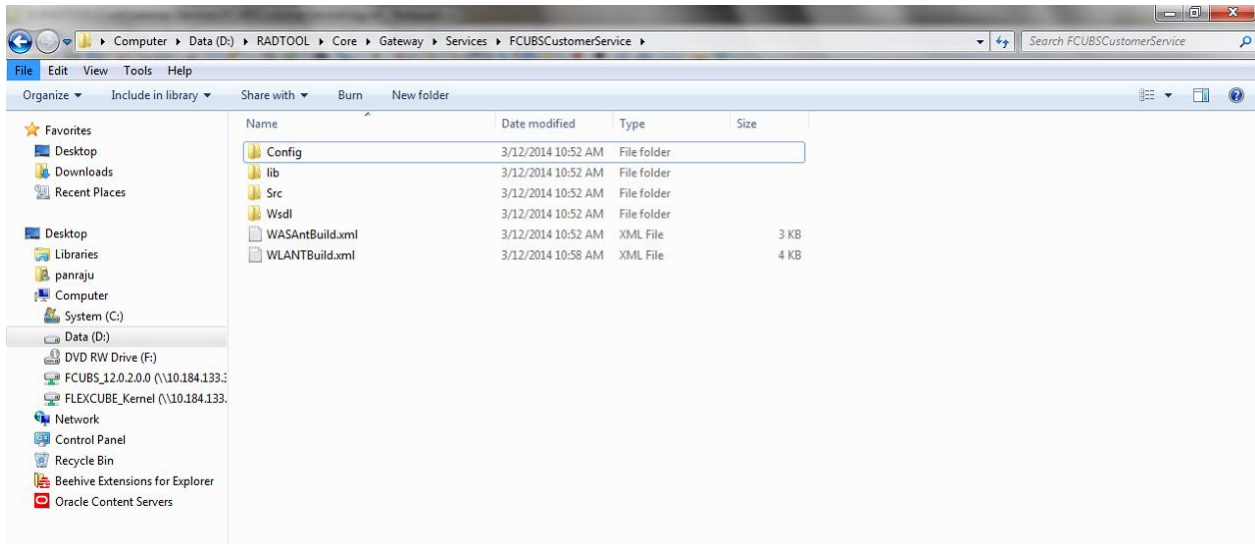 Computer ▸ Data (D:) ▸ RADTOOL ▸ Core ▸ Gateway ▸ Services ▸ FCUBSCustomerService ▸ Search FCUBSCustomerService
File Edit View Tools Help
Organize Include in library Share with Burn New folder
Favorites
Desktop
Downloads
Recent Places
Desktop
Libraries
panraju
Computer
System (C:)
Data (D:)
DVD RW Drive (F:)
FCUBS_12.0.2.0.0 (\\10.184.133.
FLEXCUBE_Kernel (\\10.184.133.
Network
Control Panel
Recycle Bin
Beehive Extensions for Explorer
Oracle Content Servers
Name Date modified Type Size
Config 3/12/2014 10:52 AM File folder
lib 3/12/2014 10:52 AM File folder
Src 3/12/2014 10:52 AM File folder
Wsdl 3/12/2014 10:52 AM File folder
WASAntBuild.xml 3/12/2014 10:52 AM XML File 3 KB
WLANTBuild.xml 3/12/2014 10:58 AM XML File 4 KB